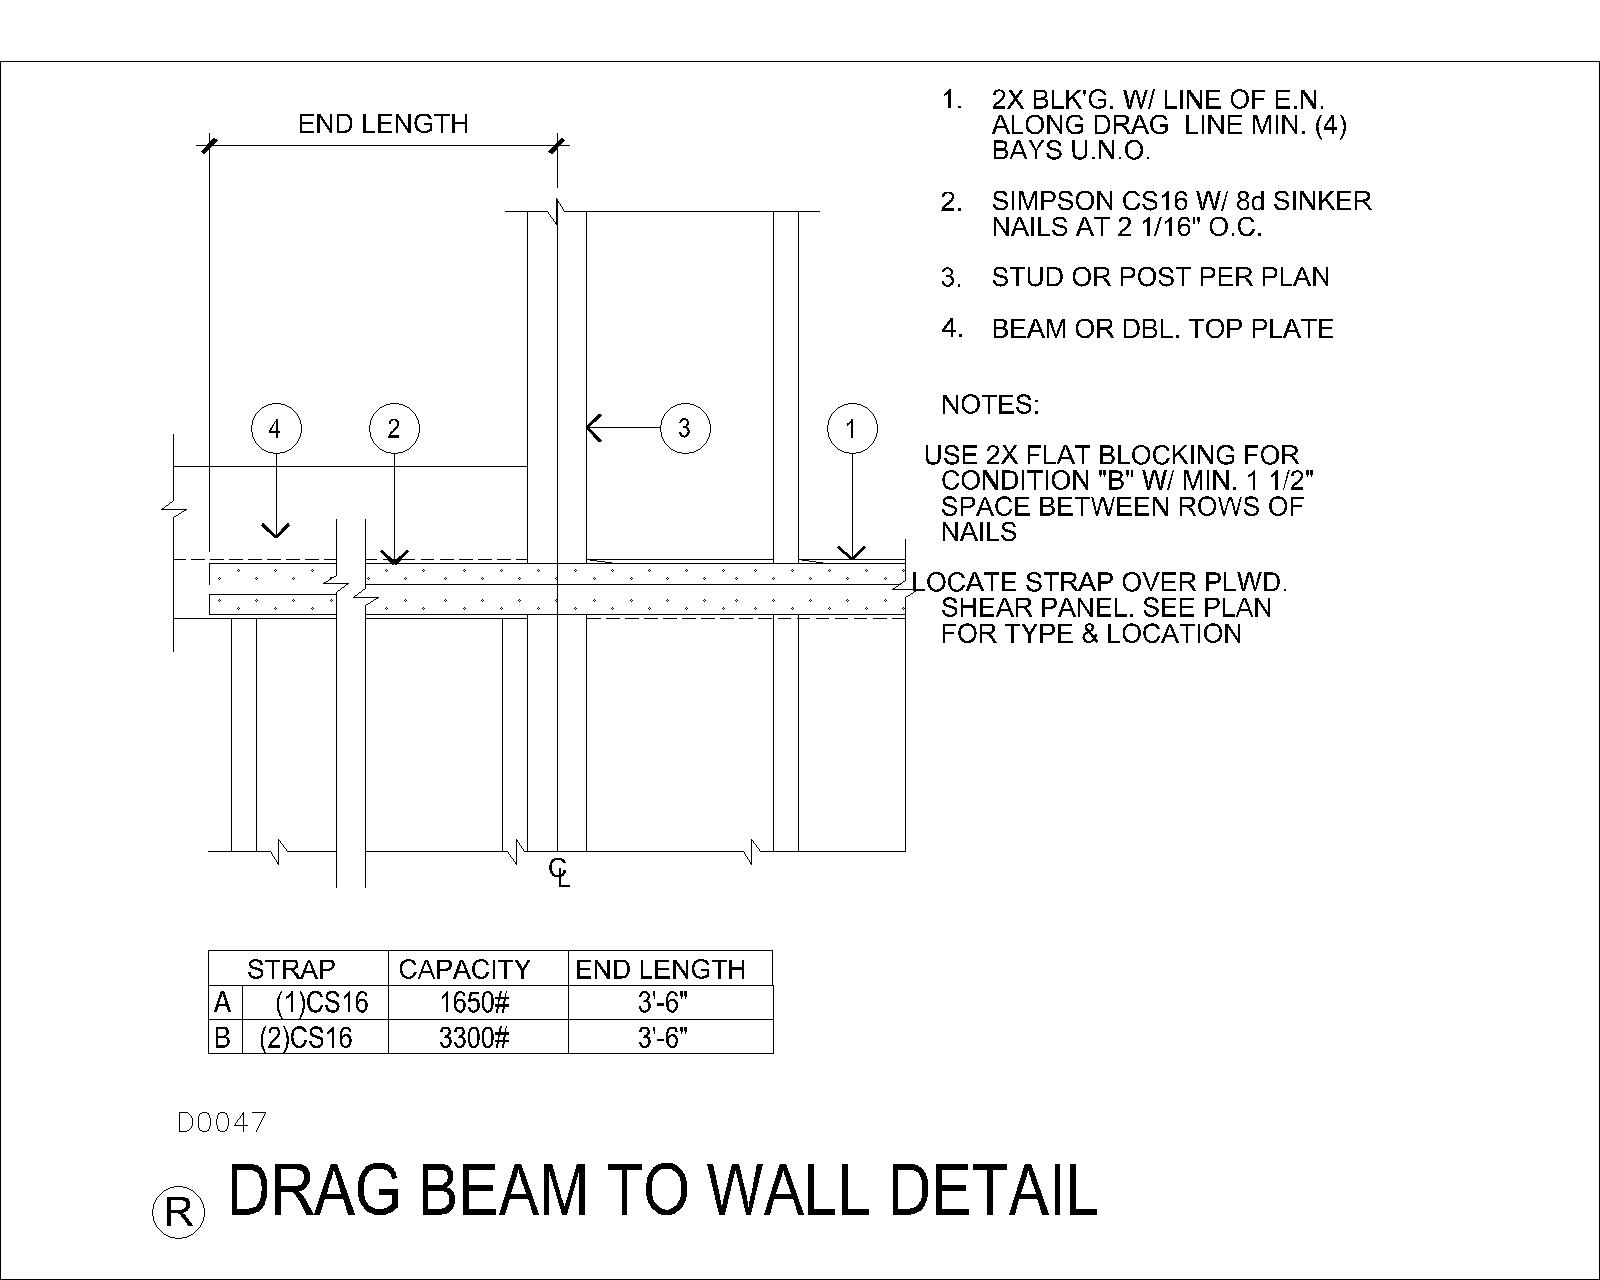 END LENGTH
1. 2X BLK'G. W/ LINE OF E.N.
ALONG DRAG LINE MIN. (4)
BAYS U.N.O.
2. SIMPSON CS16 W/ 8d SINKER
NAILS AT 2 1/16" O.C.
3. STUD OR POST PER PLAN
4. BEAM OR DBL. TOP PLATE
NOTES:
USE 2X FLAT BLOCKING FOR
CONDITION "B" W/ MIN. 1 1/2"
SPACE BETWEEN ROWS OF
NAILS
LOCATE STRAP OVER PLWD.
SHEAR PANEL. SEE PLAN
FOR TYPE & LOCATION
4 2 3 1
CL
STRAP CAPACITY END LENGTH
A (1)CS16 1650# 3'-6"
B (2)CS16 3300# 3'-6"
D0047
R DRAG BEAM TO WALL DETAIL